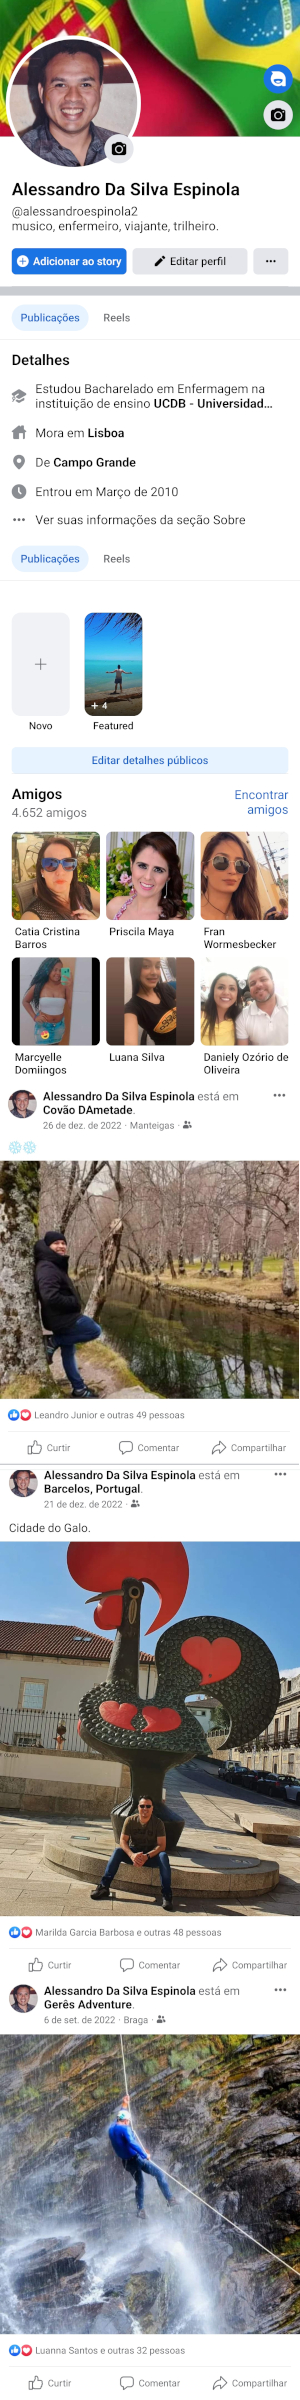 Alessandro Da Silva Espinola
@alessandroespinola2
musico, enfermeiro, viajante, trilheiro.
Adicionar ao story
Editar perfil
Publicações
Reels
Detalhes
Estudou Bacharelado em Enfermagem na
instituição de ensino UCDB - Universidad...
Mora em Lisboa
De Campo Grande
Entrou em Março de 2010
Ver suas informações da seção Sobre
Publicações
Reels
+ 4
Novo
Featured
Editar detalhes públicos
Amigos
4.652 amigos
Encontrar
amigos
Catia Cristina
Barros
Priscila Maya
Fran
Wormesbecker
Marcyelle
Domiingos
Luana Silva
Daniely Ozório de
Oliveira
Alessandro Da Silva Espinola está em
Covão DAmetade.
26 de dez. de 2022 · Manteigas ·
Leandro Junior e outras 49 pessoas
Curtir
Comentar
Compartilhar
Alessandro Da Silva Espinola está em
Barcelos, Portugal.
21 de dez. de 2022 ·
Cidade do Galo.
Marilda Garcia Barbosa e outras 48 pessoas
Curtir
Comentar
Compartilhar
Alessandro Da Silva Espinola está em
Gerês Adventure.
6 de set. de 2022 · Braga ·
Luanna Santos e outras 32 pessoas
Curtir
Comentar
Compartilhar